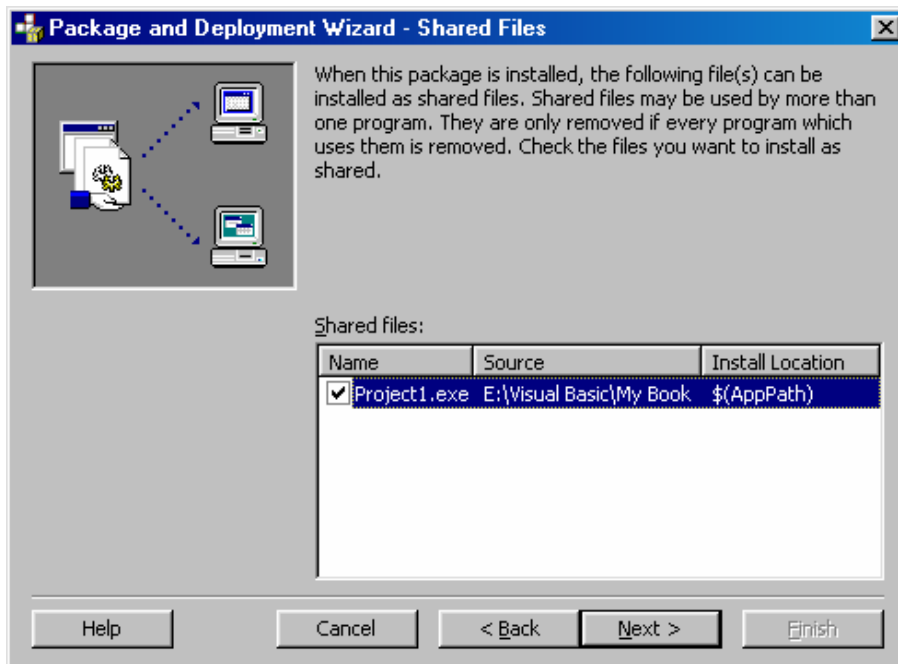 Package and Deployment Wizard - Shared Files
When this package is installed, the following file(s) can be
installed as shared files. Shared files may be used by more than
one program. They are only removed if every program which
uses them is removed. Check the files you want to install as
shared.
Shared files:
Name Source Install Location
Project1.exe E:\Visual Basic\My Book $(AppPath)
Help Cancel < Back Next > Finish